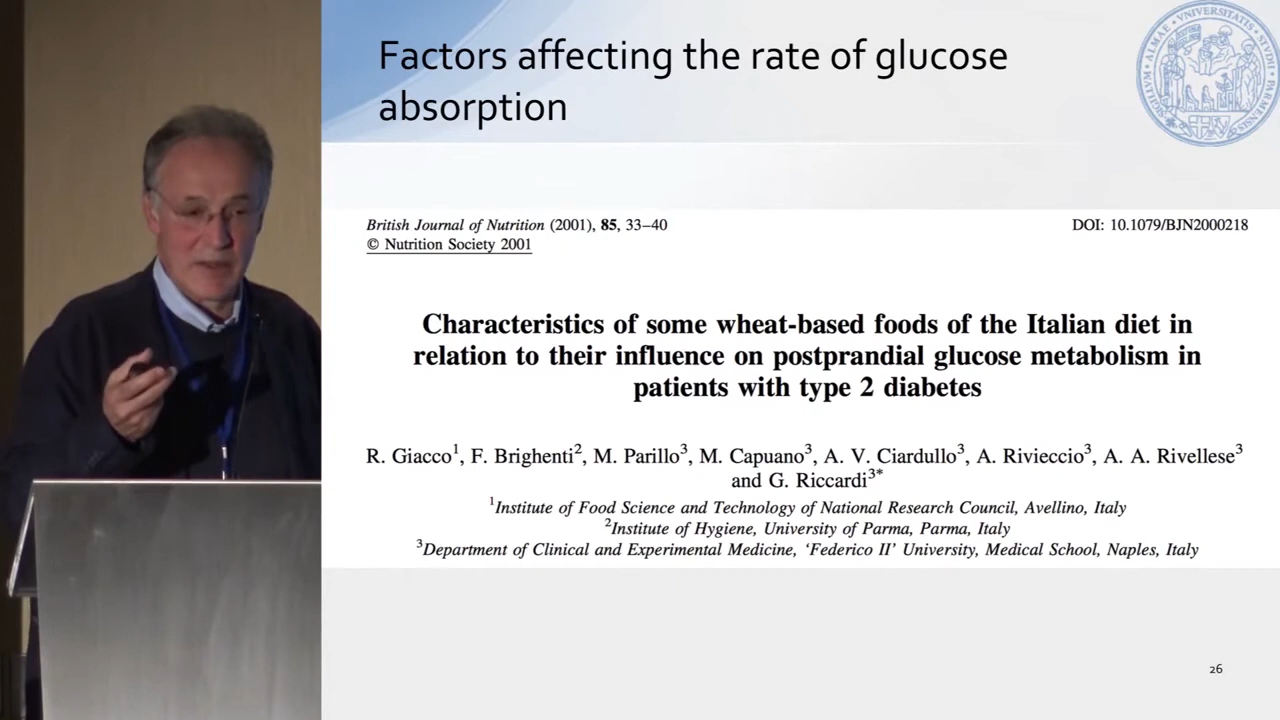 Factors affecting the rate of glucose
absorption
British Journal of Nutrition (2001), 85, 33–40
DOI: 10.1079/BJN2000218
© Nutrition Society 2001
Characteristics of some wheat-based foods of the Italian diet in
relation to their influence on postprandial glucose metabolism in
patients with type 2 diabetes
R. Giacco1, F. Brighenti2, M. Parillo3, M. Capuano3, A. V. Ciardullo3, A. Rivieccio3, A. A. Rivellese3
and G. Riccardi3*
1Institute of Food Science and Technology of National Research Council, Avellino, Italy
2Institute of Hygiene, University of Parma, Parma, Italy
3Department of Clinical and Experimental Medicine, ‘Federico II’ University, Medical School, Naples, Italy
26